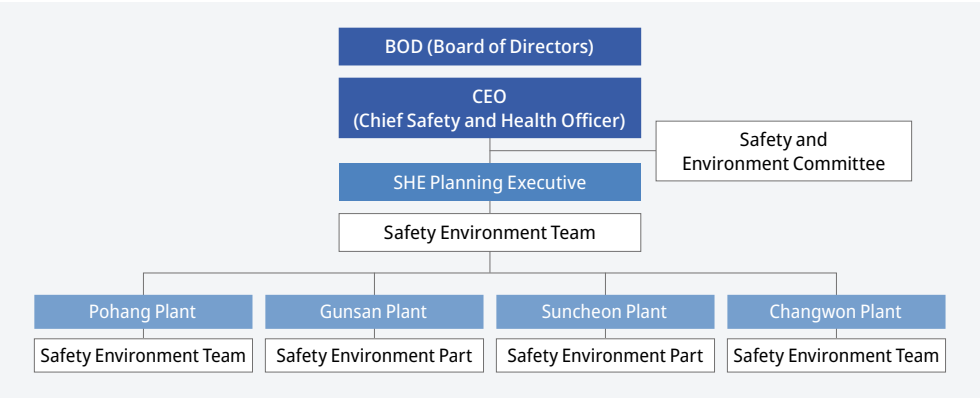 BOD (Board of Directors)
CEO
(Chief Safety and Health Officer)
Safety and
Environment Committee
SHE Planning Executive
Safety Environment Team
Pohang Plant
Gunsan Plant
Suncheon Plant
Changwon Plant
Safety Environment Team
Safety Environment Part
Safety Environment Part
Safety Environment Team